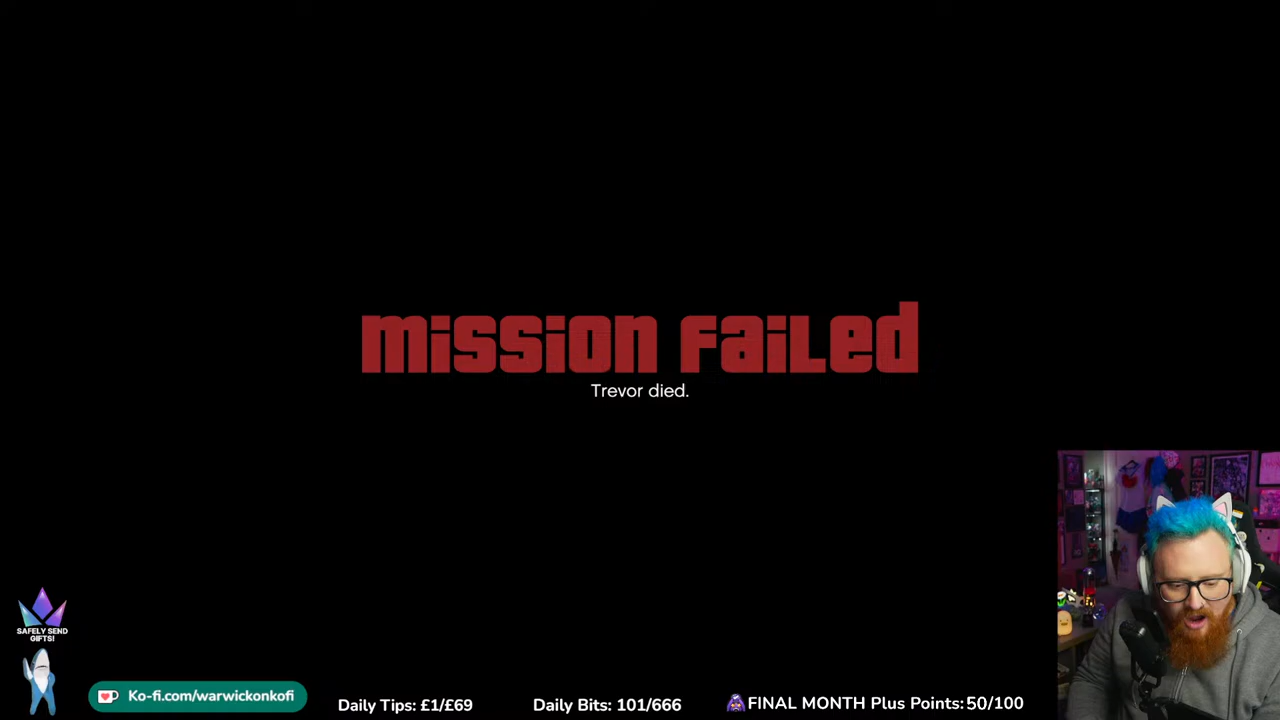 mission failed
Trevor died.
SAFELY SEND
GIFTS!
Ko-fi.com/warwickonkofi
Daily Tips: £1/£69
Daily Bits: 101/666
FINAL MONTH Plus Points: 50/100